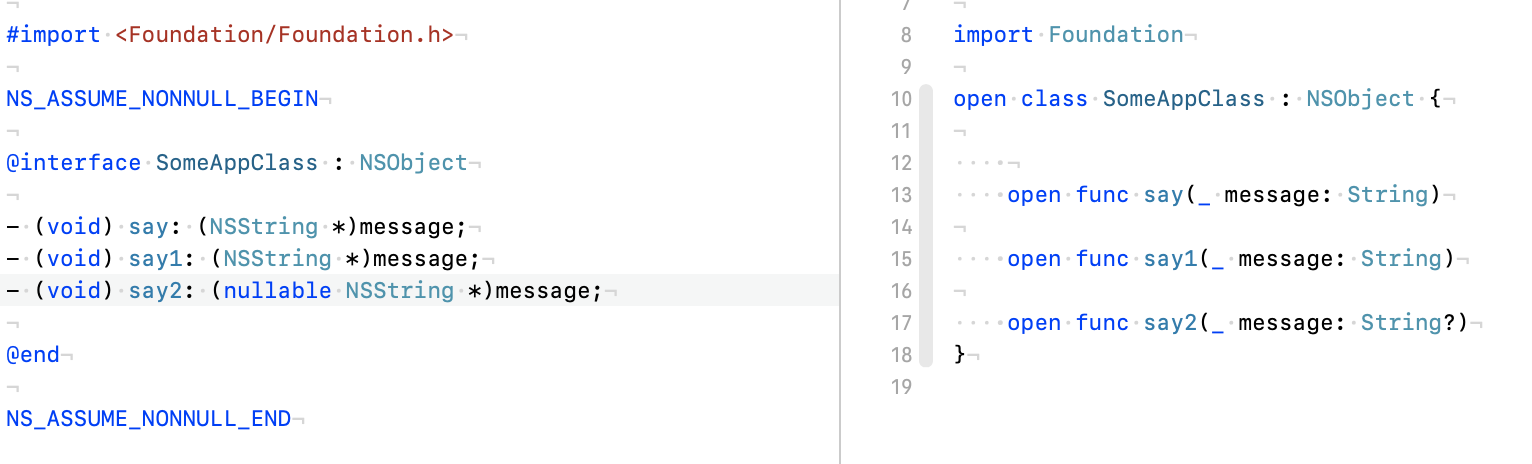 #import <Foundation/Foundation.h>
NS_ASSUME_NONNULL_BEGIN
@interface SomeAppClass : NSObject
- (void) say: (NSString *)message;
- (void) say1: (NSString *)message;
- (void) say2: (nullable NSString *)message;
@end
NS_ASSUME_NONNULL_END
7
8 import Foundation
9
10 open class SomeAppClass : NSObject {
11
12
13 open func say(_ message: String)
14
15 open func say1(_ message: String)
16
17 open func say2(_ message: String?)
18 }
19